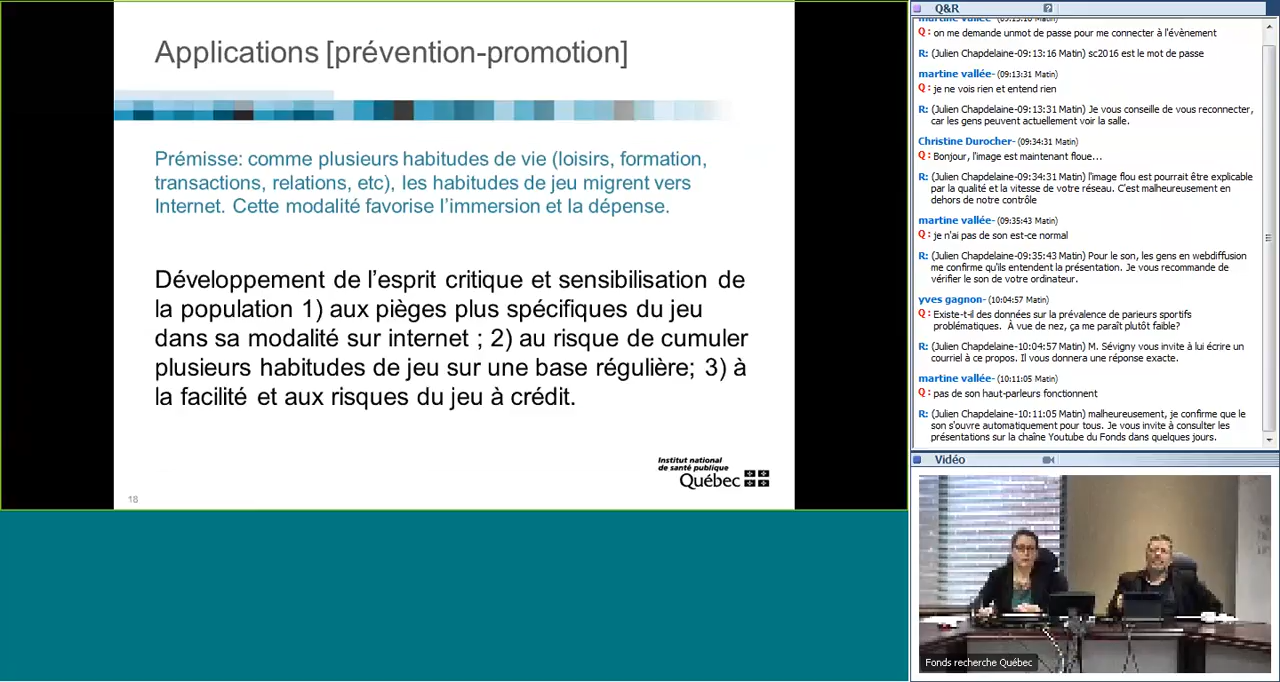 Applications [prévention-promotion]
Prémisse: comme plusieurs habitudes de vie (loisirs, formation,
transactions, relations, etc), les habitudes de jeu migrent vers
Internet. Cette modalité favorise l’immersion et la dépense.
Développement de l’esprit critique et sensibilisation de
la population 1) aux pièges plus spécifiques du jeu
dans sa modalité sur internet ; 2) au risque de cumuler
plusieurs habitudes de jeu sur une base régulière; 3) à
la facilité et aux risques du jeu à crédit.
Institut national
de santé publique
Québec
18
Q&R
martine vallée-
Q: on me demande unmot de passe pour me connecter à l'évènement
R: (Julien Chapdelaine-09:13:16 Matin) sc2016 est le mot de passe
martine vallée- (09:13:31 Matin)
Q: je ne vois rien et entend rien
R: (Julien Chapdelaine-09:13:31 Matin) Je vous conseille de vous reconnecter,
car les gens peuvent actuellement voir la salle.
Christine Durocher- (09:34:31 Matin)
Q: Bonjour, l'image est maintenant floue...
R: (Julien Chapdelaine-09:34:31 Matin) l'image flou est pourrait être explicable
par la qualité et la vitesse de votre réseau. C'est malheureusement en
dehors de notre contrôle
martine vallée- (09:35:43 Matin)
Q: je n'ai pas de son est-ce normal
R: (Julien Chapdelaine-09:35:43 Matin) Pour le son, les gens en webdiffusion
me confirme qu'ils entendent la présentation. Je vous recommande de
vérifier le son de votre ordinateur.
yves gagnon- (10:04:57 Matin)
Q: Existe-t-il des données sur la prévalence de parieurs sportifs
problématiques. À vue de nez, ça me paraît plutôt faible?
R: (Julien Chapdelaine-10:04:57 Matin) M. Sévigny vous invite à lui écrire un
courriel à ce propos. Il vous donnera une réponse exacte.
martine vallée- (10:11:05 Matin)
Q: pas de son haut-parleurs fonctionnent
R: (Julien Chapdelaine-10:11:05 Matin) malheureusement, je confirme que le
son s'ouvre automatiquement pour tous. Je vous invite à consulter les
présentations sur la chaîne Youtube du Fonds dans quelques jours.
Vidéo
Fonds recherche Québec